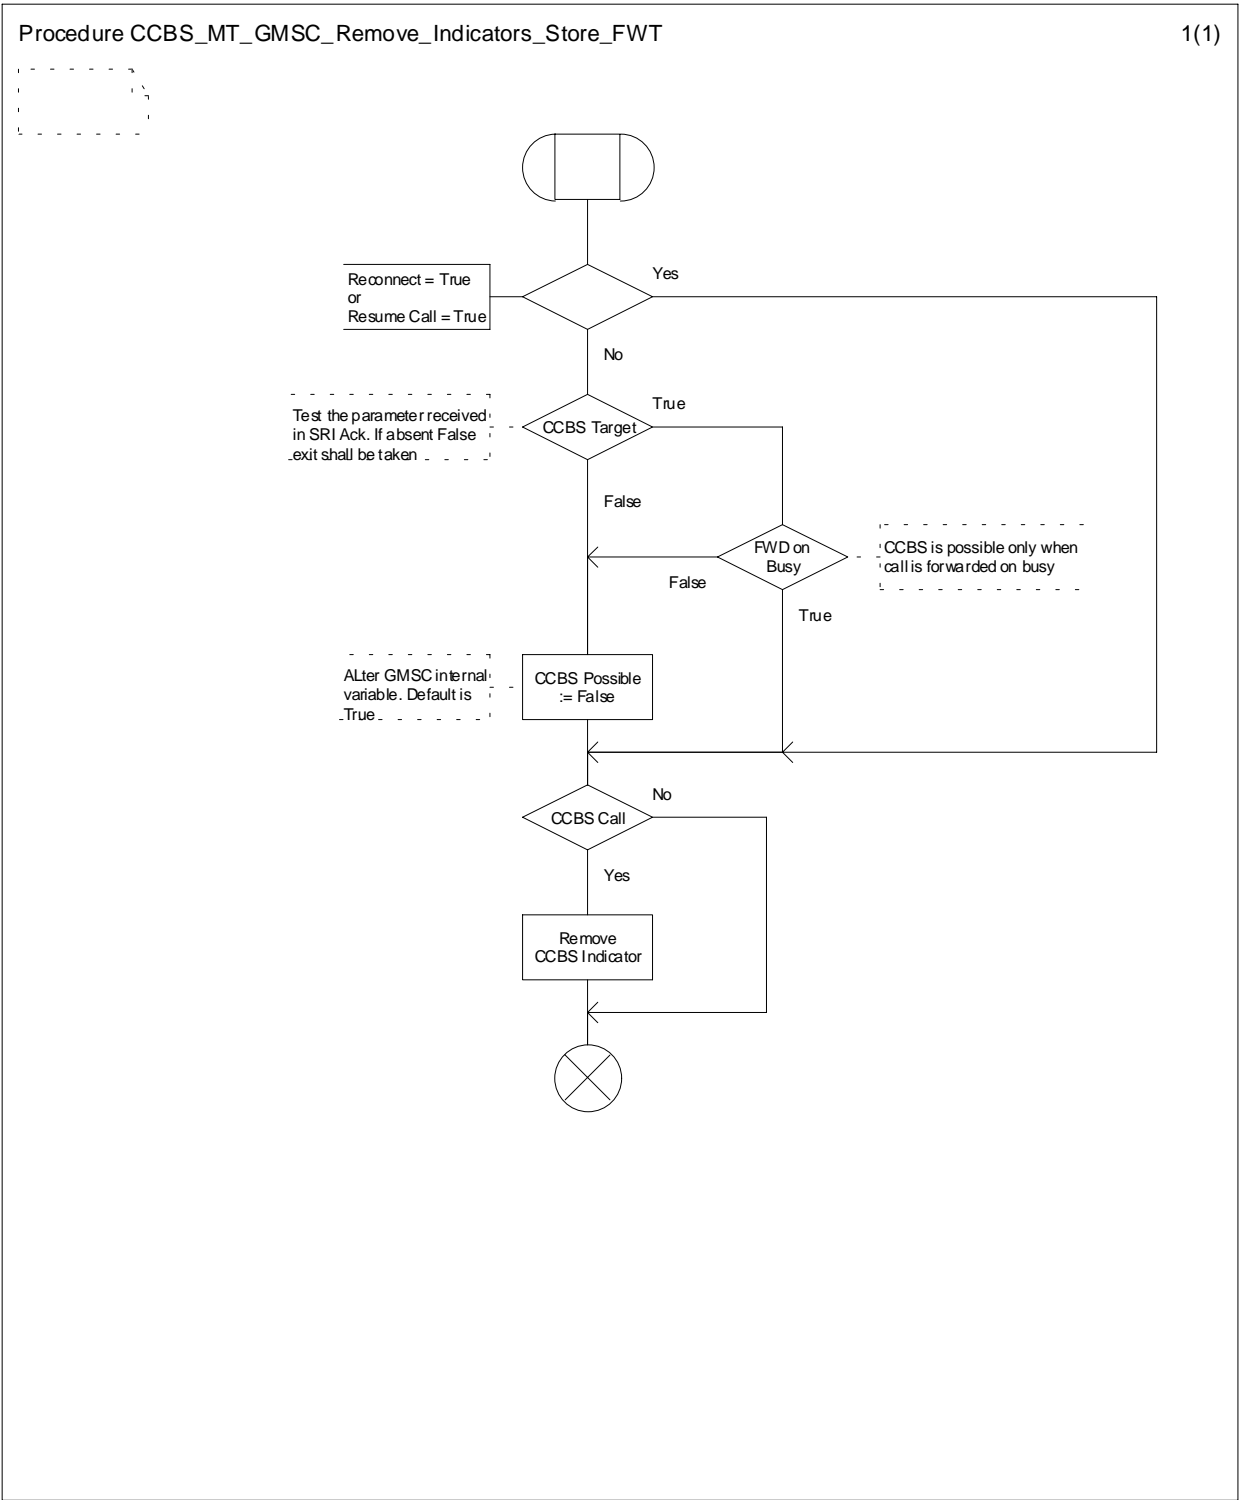 Procedure CCBS_MT_GMSC_Remove_Indicators_Store_FWT
1(1)
Reconnect = True
or
Resume Call = True
Yes
No
Test the parameter received
in SRI Ack. If absent False
exit shall be taken
CCBS Target
True
False
FWD on
Busy
CCBS is possible only when
call is forwarded on busy
False
True
ALter GMSC internal
variable. Default is
True
CCBS Possible
:= False
CCBS Call
No
Yes
Remove
CCBS Indicator